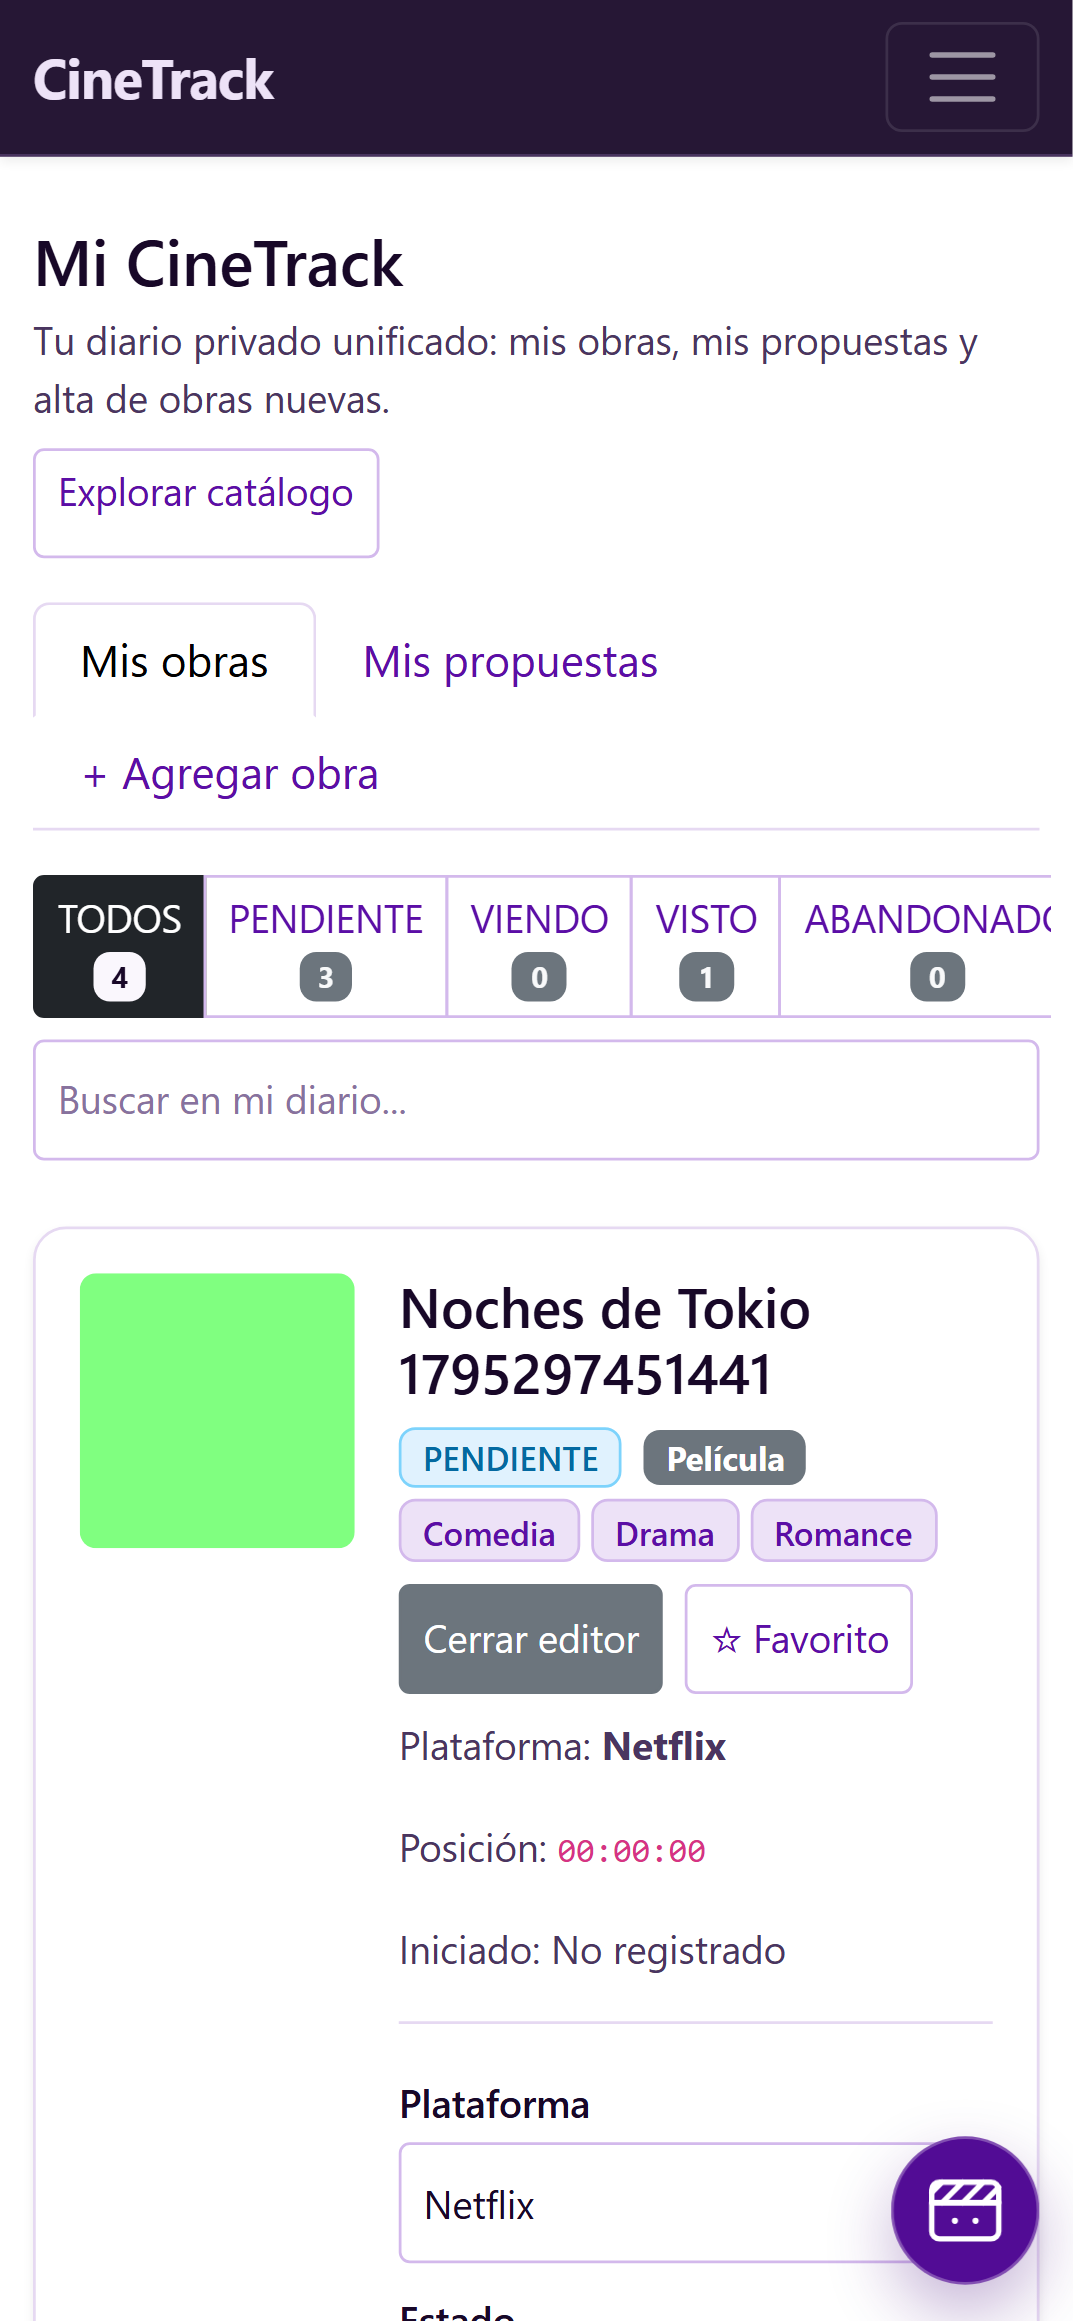 CineTrack
Mi CineTrack
Tu diario privado unificado: mis obras, mis propuestas y
alta de obras nuevas.
Explorar catálogo
Mis obras
Mis propuestas
+ Agregar obra
TODOS
4
PENDIENTE
3
VIENDO
0
VISTO
1
ABANDONADO
0
Buscar en mi diario...
Noches de Tokio
1795297451441
PENDIENTE
Película
Comedia
Drama
Romance
Cerrar editor
☆ Favorito
Plataforma: Netflix
Posición: 00:00:00
Iniciado: No registrado
Plataforma
Netflix
Estado